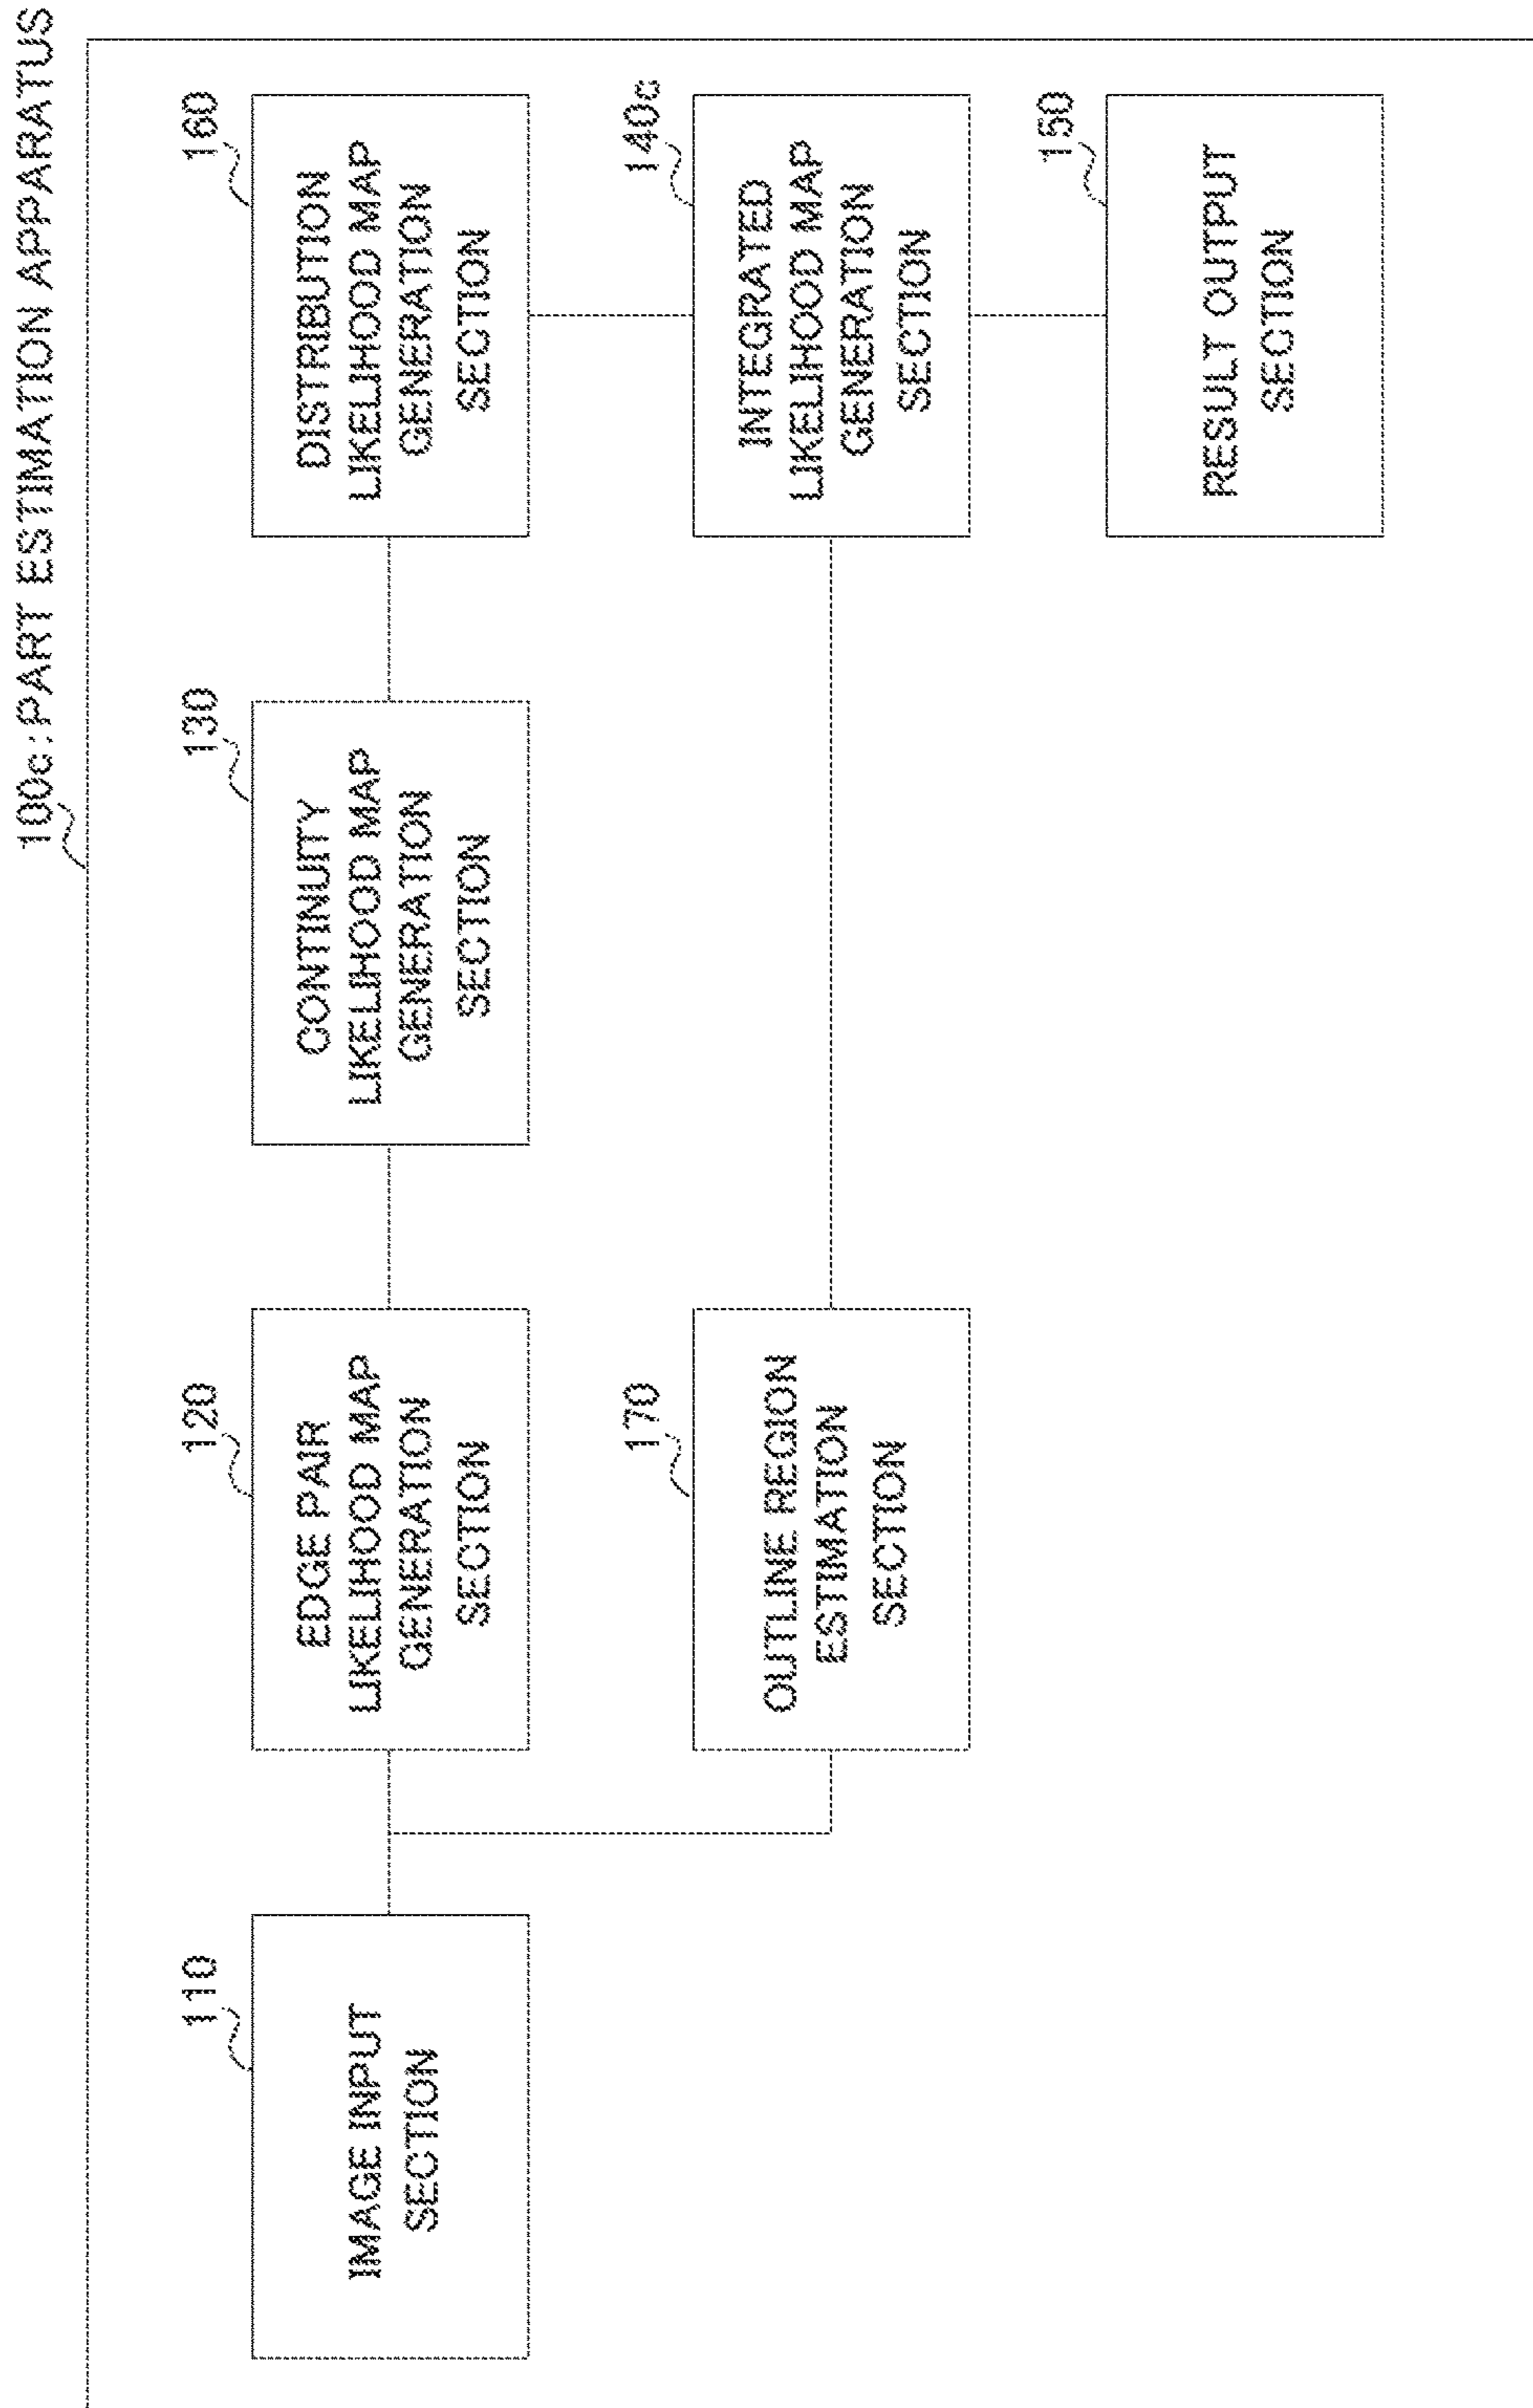 100c:PART ESTIMATION APPARATUS
110
IMAGE INPUT
SECTION
120
EDGE PAIR
LIKELIHOOD MAP
GENERATION
SECTION
130
CONTINUITY
LIKELIHOOD MAP
GENERATION
SECTION
160
DISTRIBUTION
LIKELIHOOD MAP
GENERATION
SECTION
170
OUTLINE REGION
ESTIMATION
SECTION
140c
INTEGRATED
LIKELIHOOD MAP
GENERATION
SECTION
150
RESULT OUTPUT
SECTION